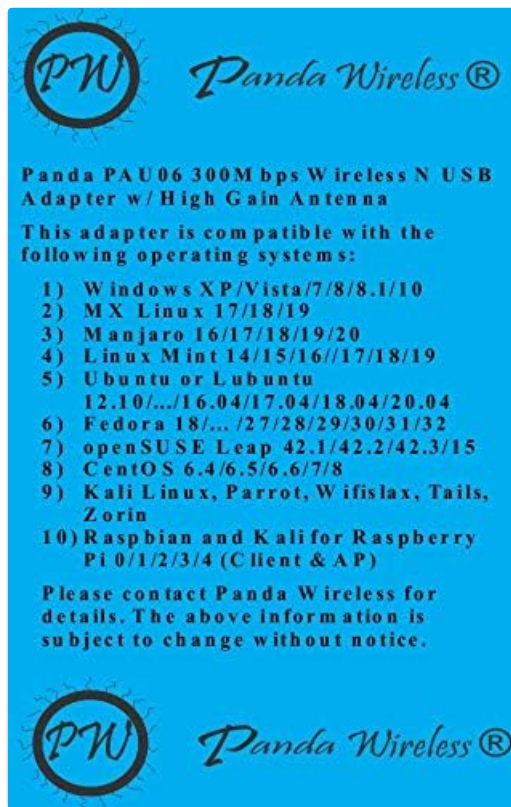 PW Panda Wireless ®
Panda PAU06 300Mbps Wireless N USB
Adapter w/ High Gain Antenna
This adapter is compatible with the
following operating systems:
1) Windows XP/Vista/7/8/8.1/10
2) MX Linux 17/18/19
3) Manjaro 16/17/18/19/20
4) Linux Mint 14/15/16//17/18/19
5) Ubuntu or Lubuntu
12.10/.../16.04/17.04/18.04/20.04
6) Fedora 18/... /27/28/29/30/31/32
7) openSUSE Leap 42.1/42.2/42.3/15
8) CentOS 6.4/6.5/6.6/7/8
9) Kali Linux, Parrot, Wifislax, Tails,
Zorin
10) Raspbian and Kali for Raspberry
Pi 0/1/2/3/4 (Client & AP)
Please contact Panda Wireless for
details. The above information is
subject to change without notice.
PW Panda Wireless ®